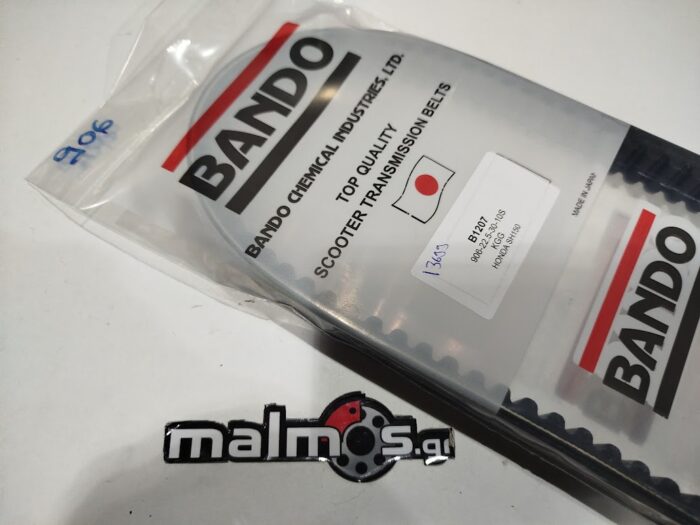 906
BANDO
BANDO CHEMICAL INDUSTRIES, LTD.
TOP QUALITY
SCOOTER TRANSMISSION BELTS
13699
B1207
906-22,5-30-10S
KGG
HONDA SH150
MADE IN JAPAN
BANDO
malmos.gr